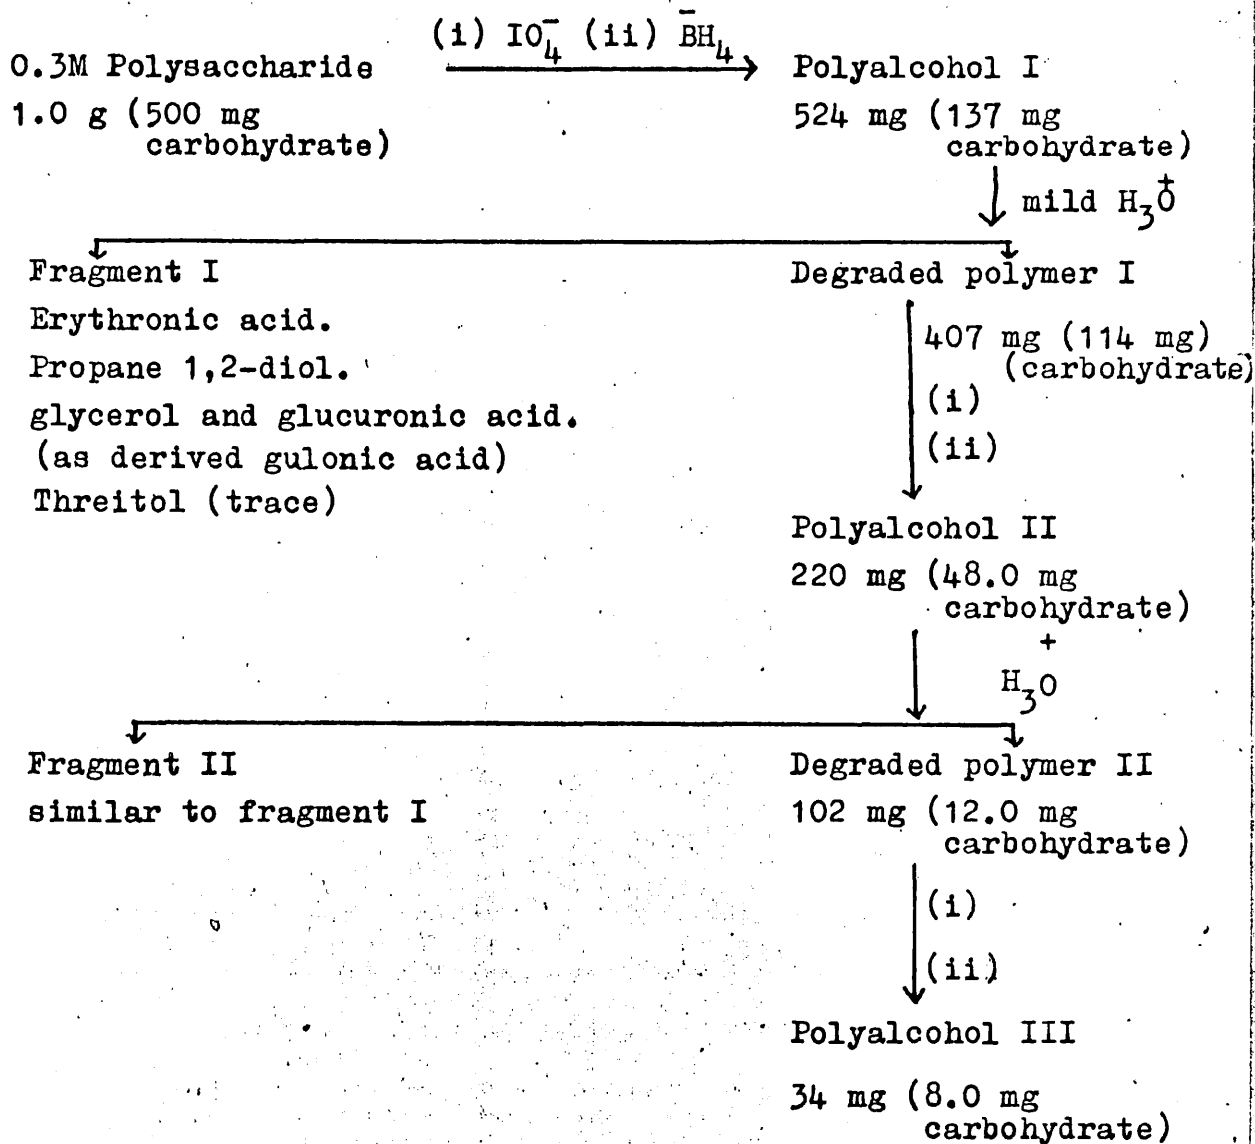 (i) IO₄⁻ (ii) B̄H₄
0.3M Polysaccharide
1.0 g (500 mg
carbohydrate)
Polyalcohol I
524 mg (137 mg
carbohydrate)
mild H₃O⁺
Fragment I
Erythronic acid.
Propane 1,2-diol.
glycerol and glucuronic acid.
(as derived gulonic acid)
Threitol (trace)
Degraded polymer I
407 mg (114 mg)
(carbohydrate)
(i)
(ii)
Polyalcohol II
220 mg (48.0 mg
carbohydrate)
+
H₃O
Fragment II
similar to fragment I
Degraded polymer II
102 mg (12.0 mg
carbohydrate)
(i)
(ii)
Polyalcohol III
34 mg (8.0 mg
carbohydrate)